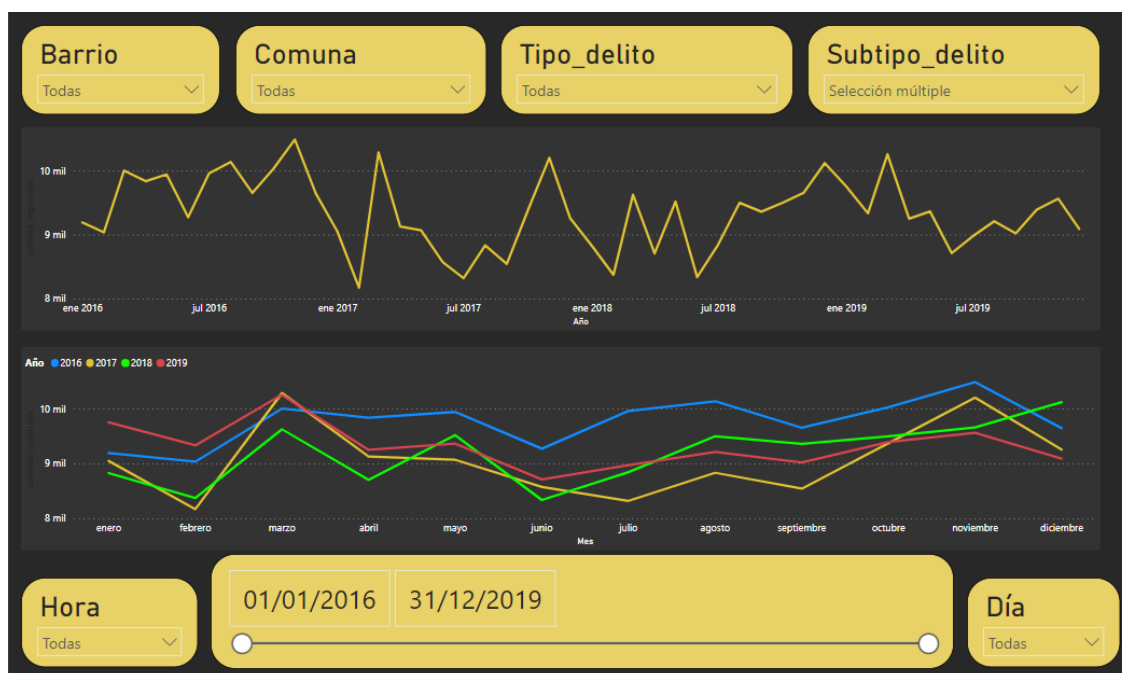 Barrio
Todas
Comuna
Todas
Tipo_delito
Todas
Subtipo_delito
Selección múltiple
10 mil
9 mil
8 mil
ene 2016 jul 2016 ene 2017 jul 2017 ene 2018 jul 2018 ene 2019 jul 2019
Año
Año 2016 2017 2018 2019
10 mil
9 mil
8 mil
enero febrero marzo abril mayo junio julio agosto septiembre octubre noviembre diciembre
Mes
Hora
Todas
01/01/2016 31/12/2019
Día
Todas